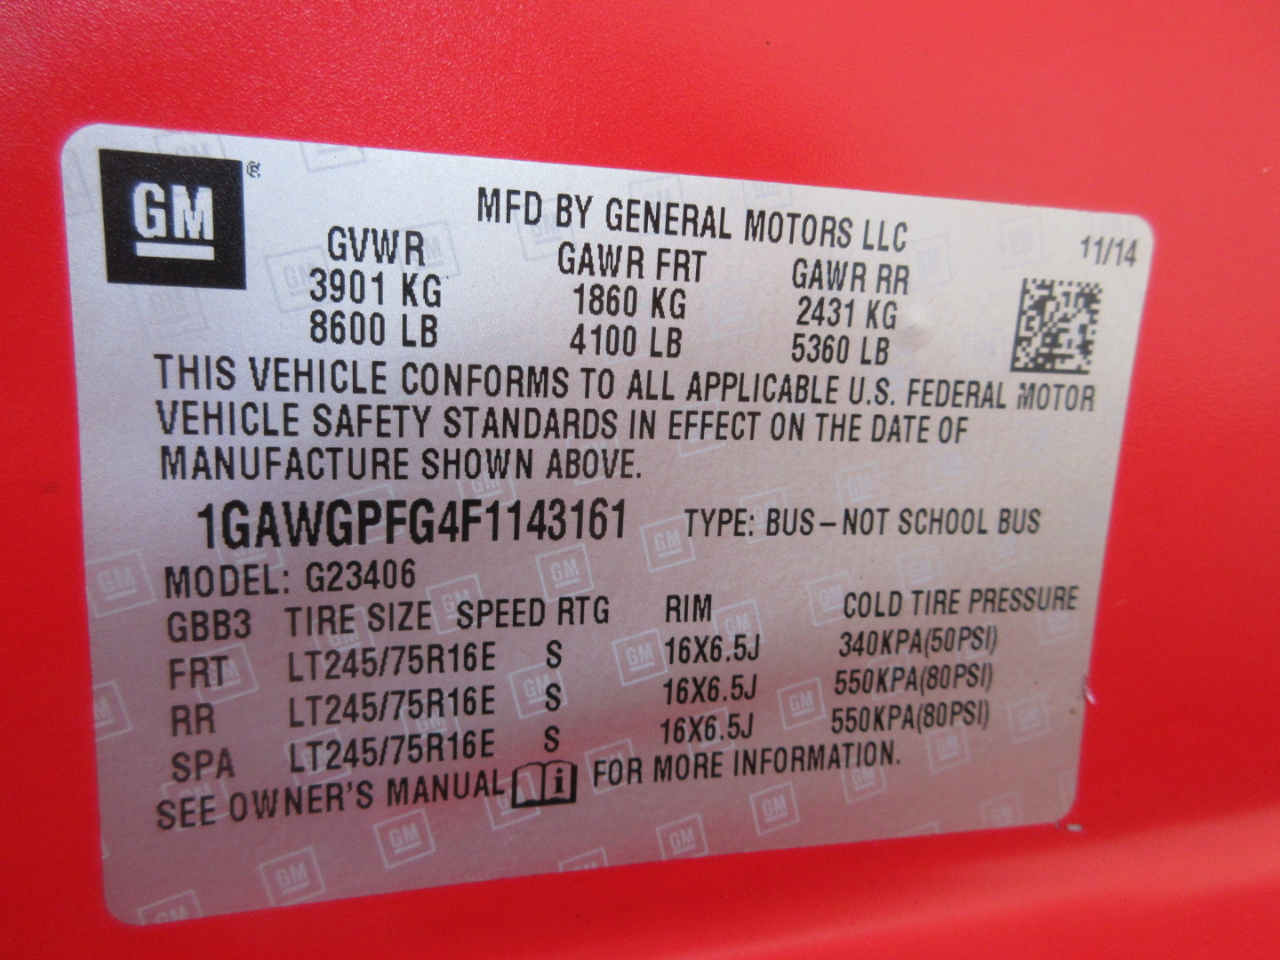 GM ®
MFD BY GENERAL MOTORS LLC
11/14
GVWR GAWR FRT GAWR RR
3901 KG 1860 KG 2431 KG
8600 LB 4100 LB 5360 LB
THIS VEHICLE CONFORMS TO ALL APPLICABLE U.S. FEDERAL MOTOR
VEHICLE SAFETY STANDARDS IN EFFECT ON THE DATE OF
MANUFACTURE SHOWN ABOVE.
1GAWGPFG4F1143161 TYPE: BUS – NOT SCHOOL BUS
MODEL: G23406
GBB3 TIRE SIZE SPEED RTG RIM COLD TIRE PRESSURE
FRT LT245/75R16E S 16X6.5J 340KPA(50PSI)
RR LT245/75R16E S 16X6.5J 550KPA(80PSI)
SPA LT245/75R16E S 16X6.5J 550KPA(80PSI)
SEE OWNER'S MANUAL i FOR MORE INFORMATION.